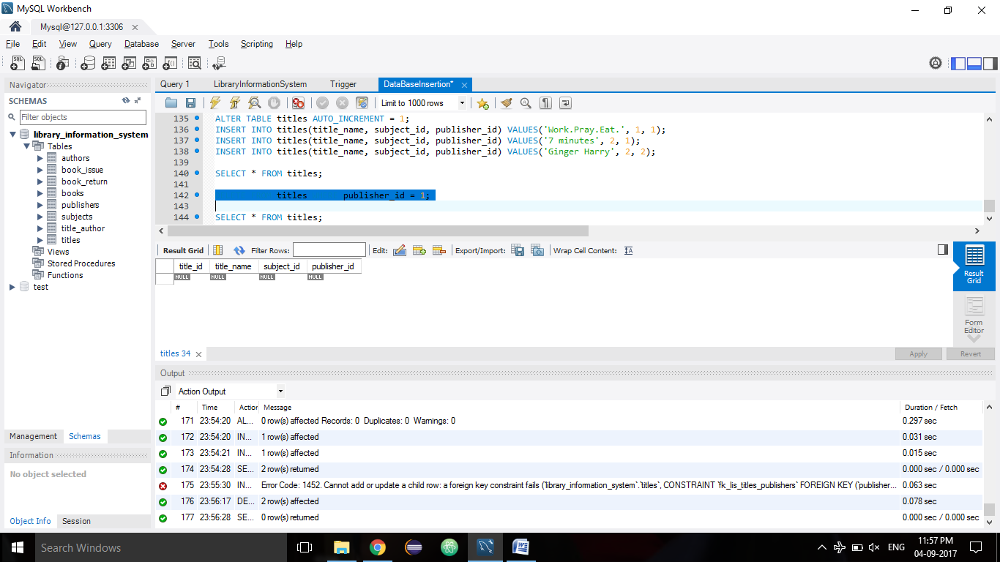 MySQL Workbench
Mysql@127.0.0.1:3306
File Edit View Query Database Server Tools Scripting Help
Navigator
SCHEMAS
Filter objects
library_information_system
Tables
authors
book_issue
book_return
books
publishers
subjects
title_author
titles
Views
Stored Procedures
Functions
test
Management Schemas
Information
No object selected
Object Info Session
Query 1 LibraryInformationSystem Trigger DataBaseInsertion*
Limit to 1000 rows
135 ALTER TABLE titles AUTO_INCREMENT = 1;
136 INSERT INTO titles(title_name, subject_id, publisher_id) VALUES('Work.Pray.Eat.', 1, 1);
137 INSERT INTO titles(title_name, subject_id, publisher_id) VALUES('7 minutes', 2, 1);
138 INSERT INTO titles(title_name, subject_id, publisher_id) VALUES('Ginger Harry', 2, 2);
139
140 SELECT * FROM titles;
141
142 titles publisher_id = 1;
143
144 SELECT * FROM titles;
Result Grid Filter Rows: Edit: Export/Import: Wrap Cell Content:
title_id title_name subject_id publisher_id
NULL NULL NULL NULL
Result Grid
Form Editor
titles 34
Apply Revert
Output
Action Output
# Time Action Message Duration / Fetch
171 23:54:20 AL... 0 row(s) affected Records: 0 Duplicates: 0 Warnings: 0 0.297 sec
172 23:54:20 IN... 1 row(s) affected 0.031 sec
173 23:54:21 IN... 1 row(s) affected 0.015 sec
174 23:54:28 SE... 2 row(s) returned 0.000 sec / 0.000 sec
175 23:55:30 IN... Error Code: 1452. Cannot add or update a child row: a foreign key constraint fails (`library_information_system`.`titles`, CONSTRAINT `fk_lis_titles_publishers` FOREIGN KEY (`publisher... 0.063 sec
176 23:56:17 DE... 2 row(s) affected 0.078 sec
177 23:56:28 SE... 0 row(s) returned 0.000 sec / 0.000 sec
Search Windows
ENG
11:57 PM
04-09-2017